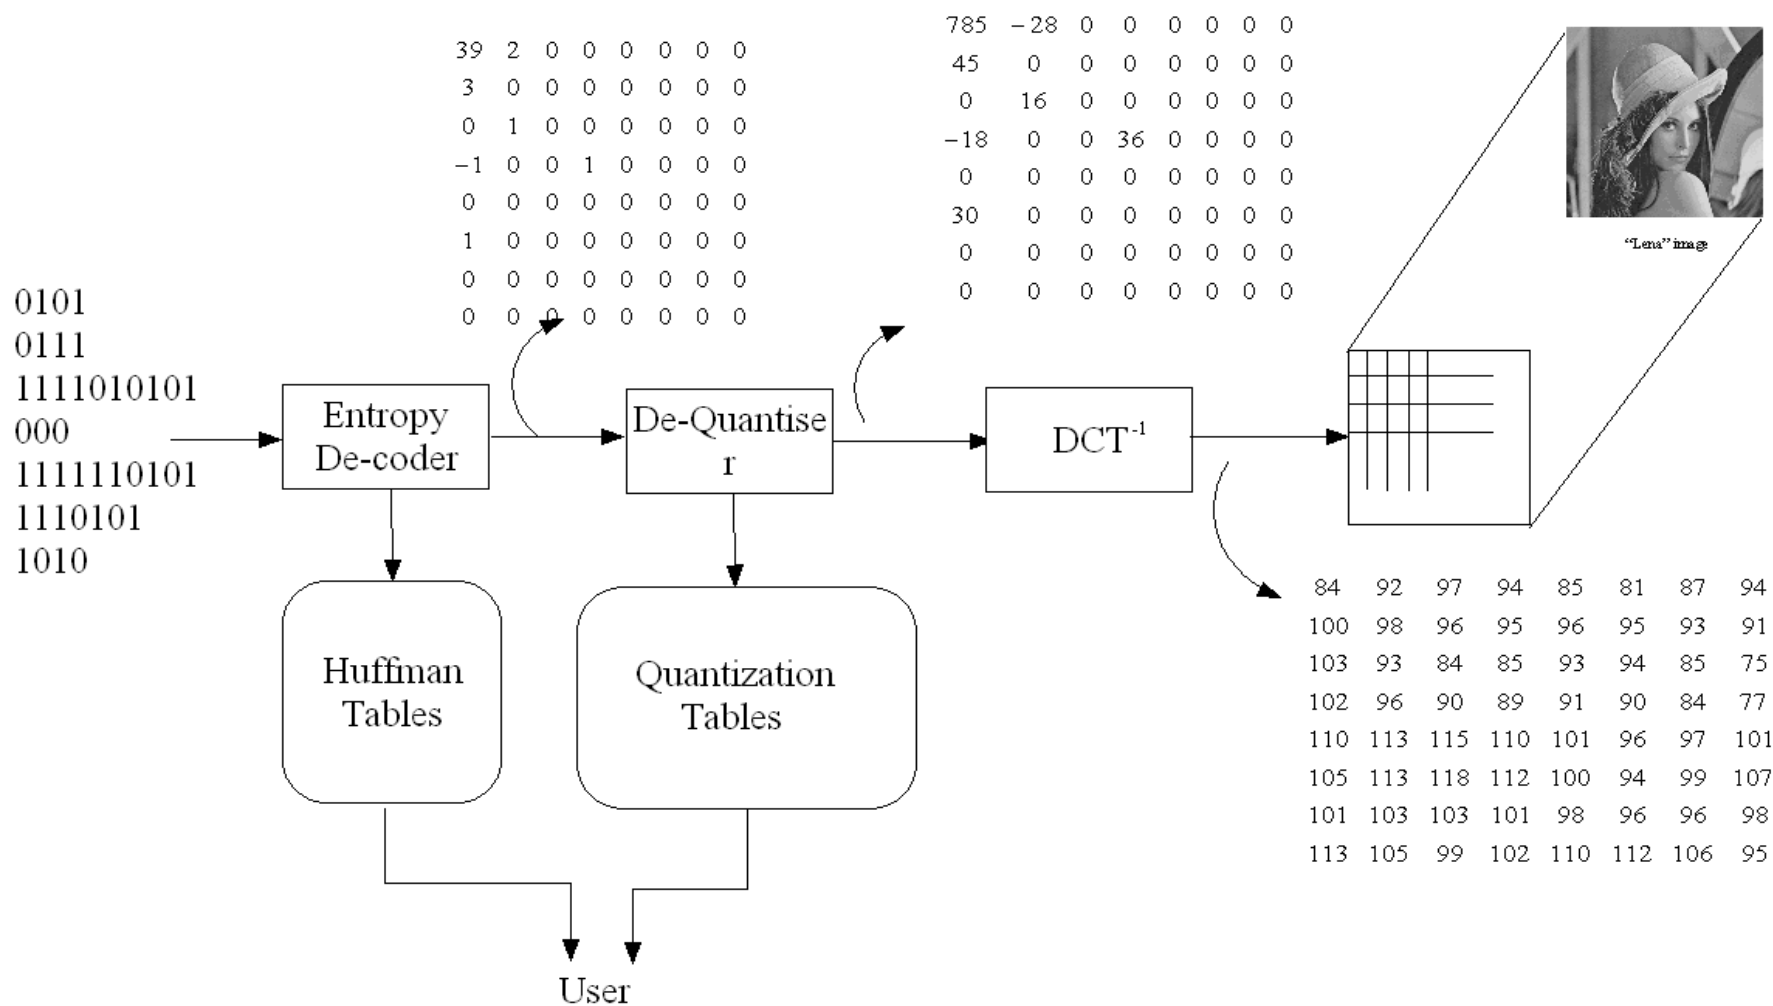 39 2 0 0 0 0 0 0
3 0 0 0 0 0 0 0
0 1 0 0 0 0 0 0
−1 0 0 1 0 0 0 0
0 0 0 0 0 0 0 0
1 0 0 0 0 0 0 0
0 0 0 0 0 0 0 0
0 0 0 0 0 0 0 0
785 −28 0 0 0 0 0 0
45 0 0 0 0 0 0 0
0 16 0 0 0 0 0 0
−18 0 0 36 0 0 0 0
0 0 0 0 0 0 0 0
30 0 0 0 0 0 0 0
0 0 0 0 0 0 0 0
0 0 0 0 0 0 0 0
“Lena” image
0101
0111
1111010101
000
1111110101
1110101
1010
Entropy
De-coder
De-Quantise
r
DCT⁻¹
Huffman
Tables
Quantization
Tables
84 92 97 94 85 81 87 94
100 98 96 95 96 95 93 91
103 93 84 85 93 94 85 75
102 96 90 89 91 90 84 77
110 113 115 110 101 96 97 101
105 113 118 112 100 94 99 107
101 103 103 101 98 96 96 98
113 105 99 102 110 112 106 95
User